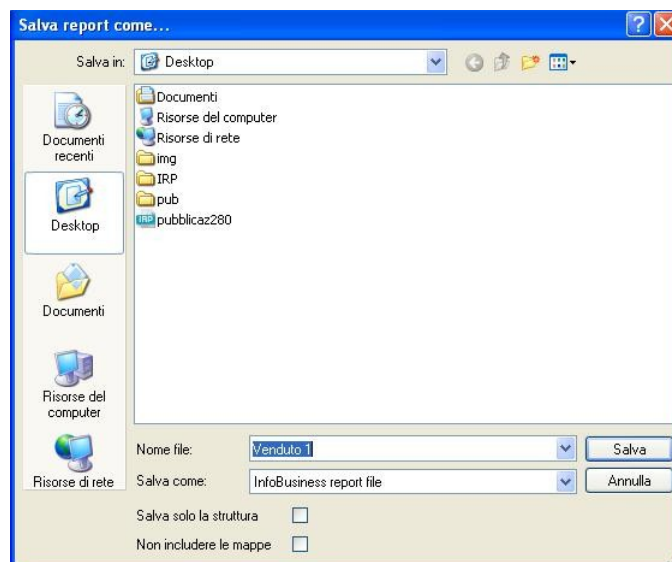 Salva report come...
Salva in:
Desktop
Documenti recenti
Desktop
Documenti
Risorse del computer
Risorse di rete
Documenti
Risorse del computer
Risorse di rete
img
IRP
pub
IRP pubblicaz280
Nome file:
Venduto 1
Salva
Salva come:
InfoBusiness report file
Annulla
Salva solo la struttura
Non includere le mappe